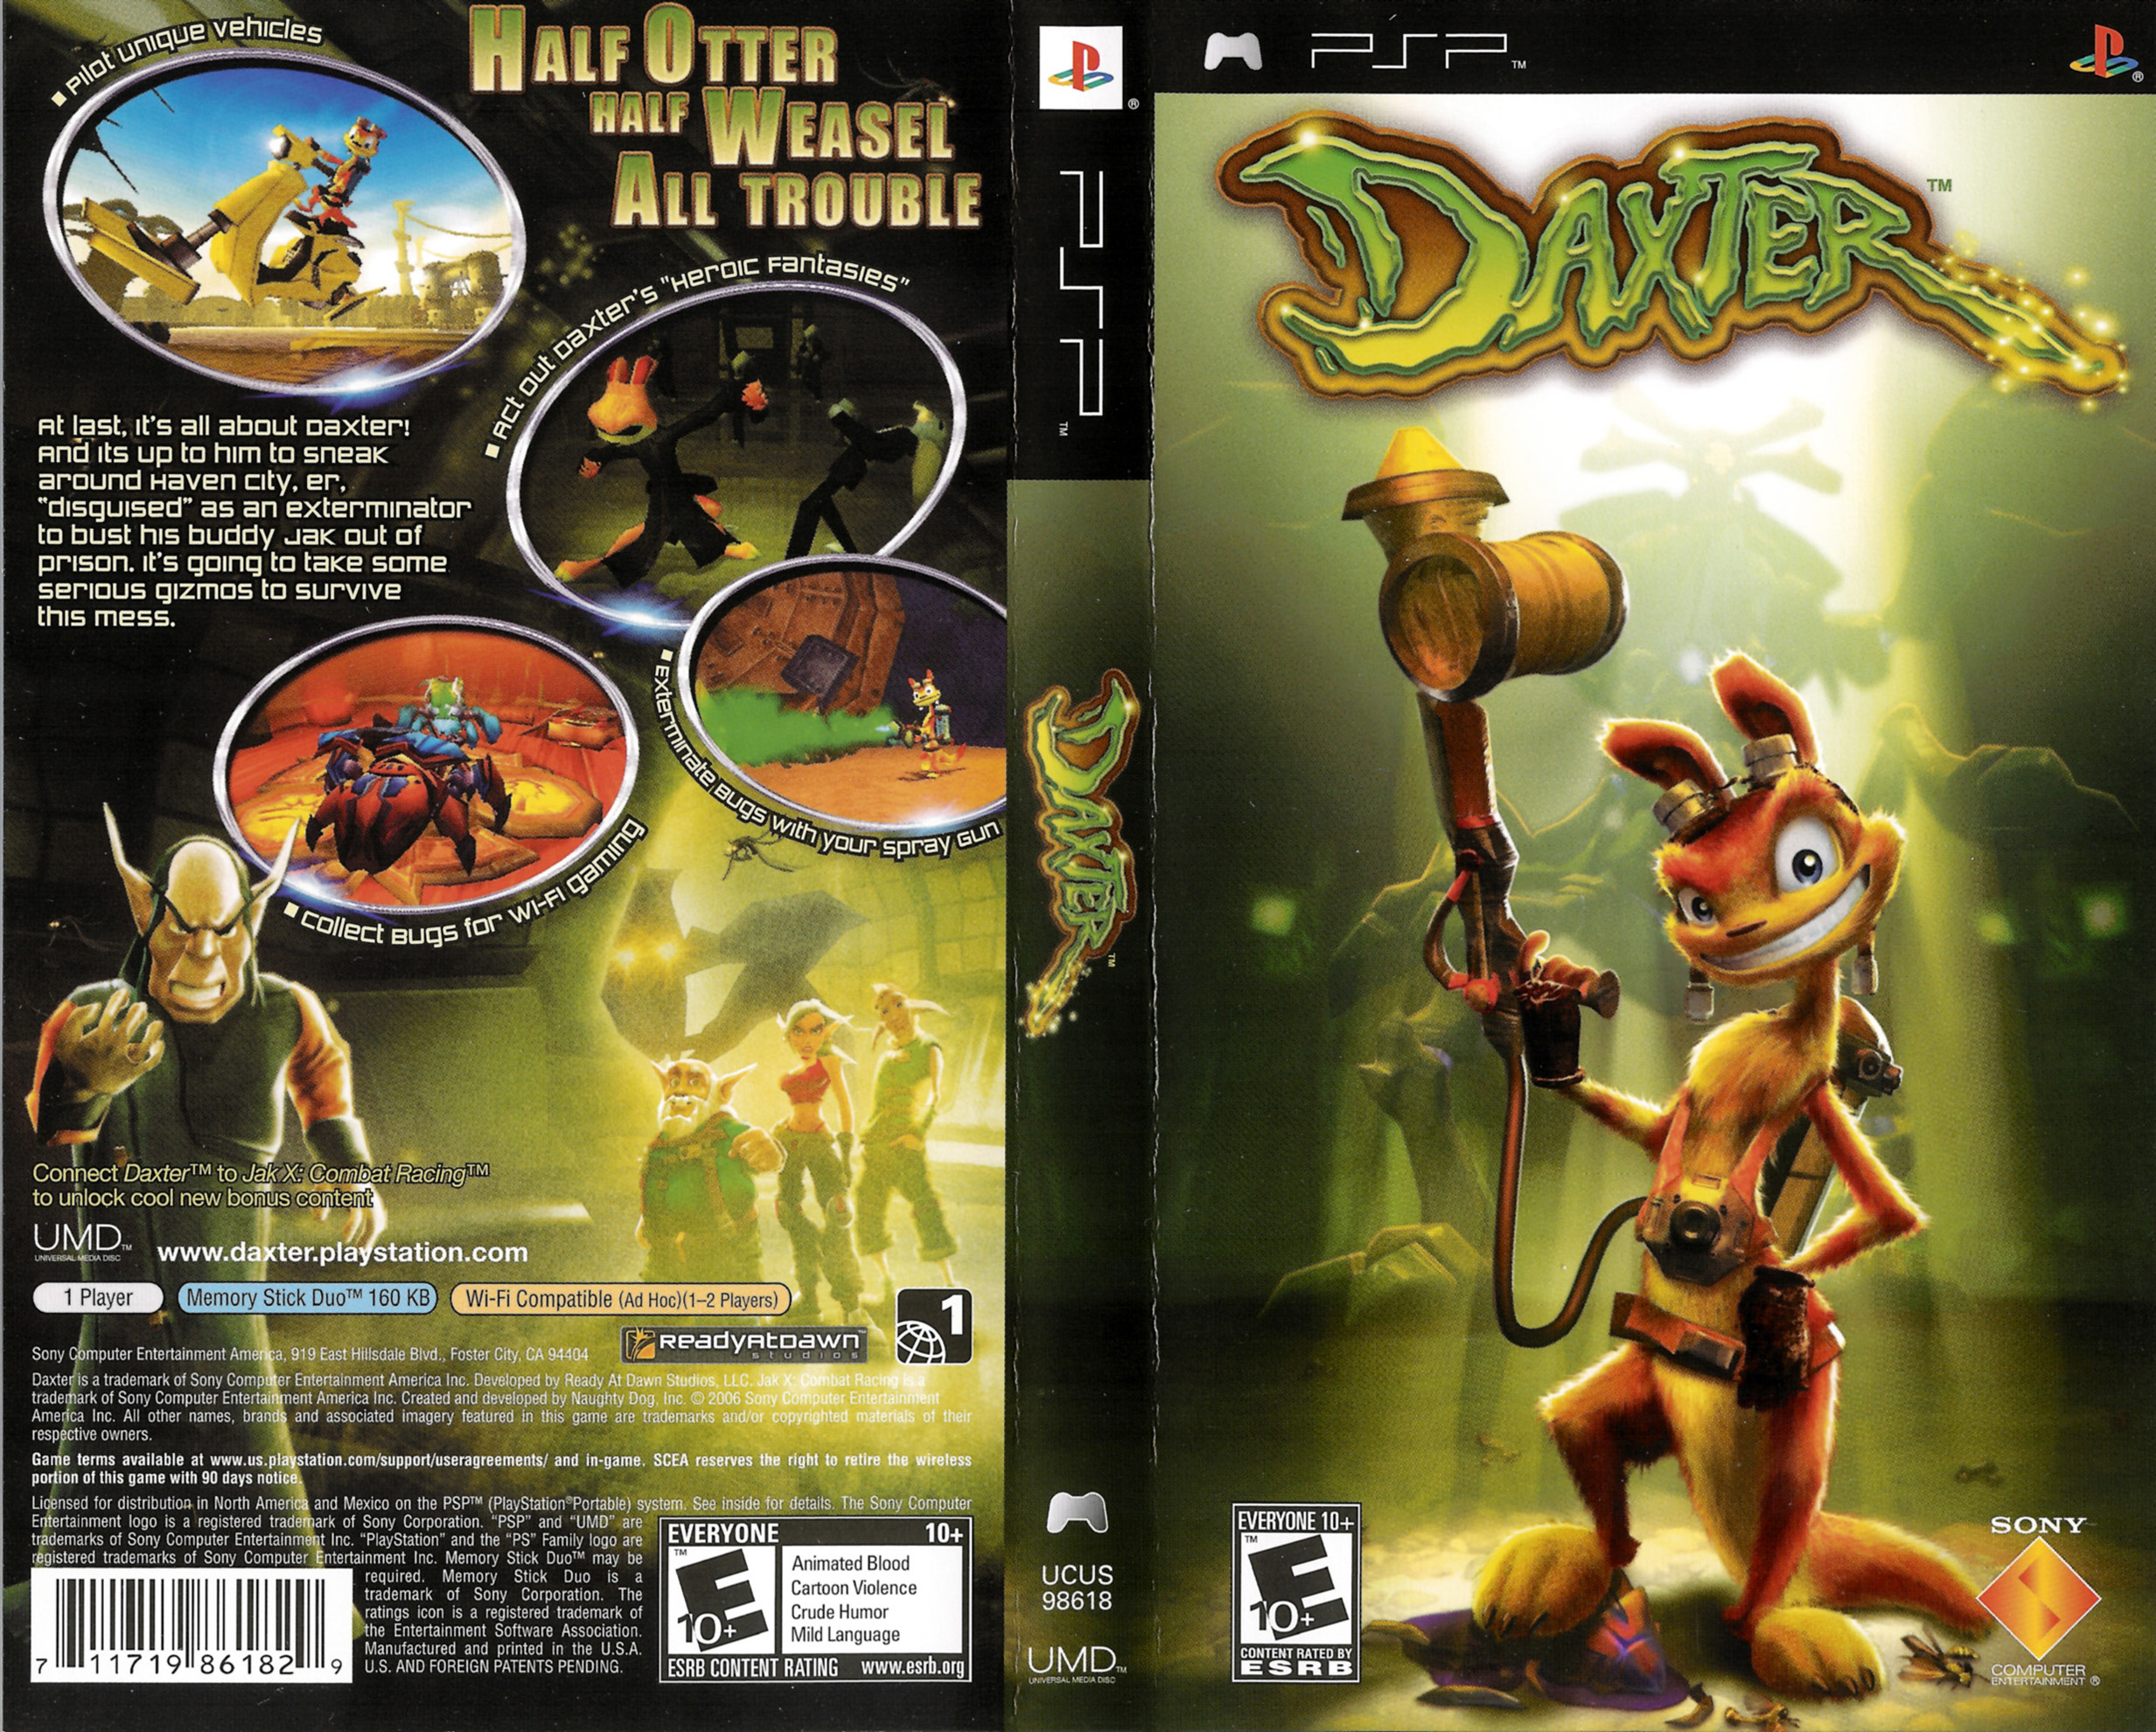 ▪ Pilot unique vehicles
Half Otter
half Weasel
All trouble
▪ Act out Daxter's "Heroic Fantasies"
At last, it's all about Daxter!
And its up to him to sneak
around Haven City, er,
"disguised" as an exterminator
to bust his buddy Jak out of
prison. It's going to take some
serious gizmos to survive
this mess.
▪ Exterminate Bugs with your Spray Gun
▪ Collect Bugs for Wi-Fi gaming
Connect Daxter™ to Jak X: Combat Racing™
to unlock cool new bonus content
UMD™
UNIVERSAL MEDIA DISC
www.daxter.playstation.com
1 Player
Memory Stick Duo™ 160 KB
Wi-Fi Compatible (Ad Hoc)(1–2 Players)
1
ReadyAtDawn™
studios
Sony Computer Entertainment America, 919 East Hillsdale Blvd., Foster City, CA 94404
Daxter is a trademark of Sony Computer Entertainment America Inc. Developed by Ready At Dawn Studios, LLC. Jak X: Combat Racing is a
trademark of Sony Computer Entertainment America Inc. Created and developed by Naughty Dog, Inc. © 2006 Sony Computer Entertainment
America Inc. All other names, brands and associated imagery featured in this game are trademarks and/or copyrighted materials of their
respective owners.
Game terms available at www.us.playstation.com/support/useragreements/ and in-game. SCEA reserves the right to retire the wireless
portion of this game with 90 days notice.
Licensed for distribution in North America and Mexico on the PSP™ (PlayStation®Portable) system. See inside for details. The Sony Computer
Entertainment logo is a registered trademark of Sony Corporation. "PSP" and "UMD" are
trademarks of Sony Computer Entertainment Inc. "PlayStation" and the "PS" Family logo are
registered trademarks of Sony Computer Entertainment Inc. Memory Stick Duo™ may be
required. Memory Stick Duo is a
trademark of Sony Corporation. The
ratings icon is a registered trademark of
the Entertainment Software Association.
Manufactured and printed in the U.S.A.
U.S. AND FOREIGN PATENTS PENDING.
7 11719 86182 9
EVERYONE 10+
™
E
10+
Animated Blood
Cartoon Violence
Crude Humor
Mild Language
ESRB CONTENT RATING www.esrb.org
®
PSP™
DAXTER™
UCUS
98618
UMD™
UNIVERSAL MEDIA DISC
PSP™
®
DAXTER™
EVERYONE 10+
™
E
10+
CONTENT RATED BY
ESRB
SONY
COMPUTER
ENTERTAINMENT ®